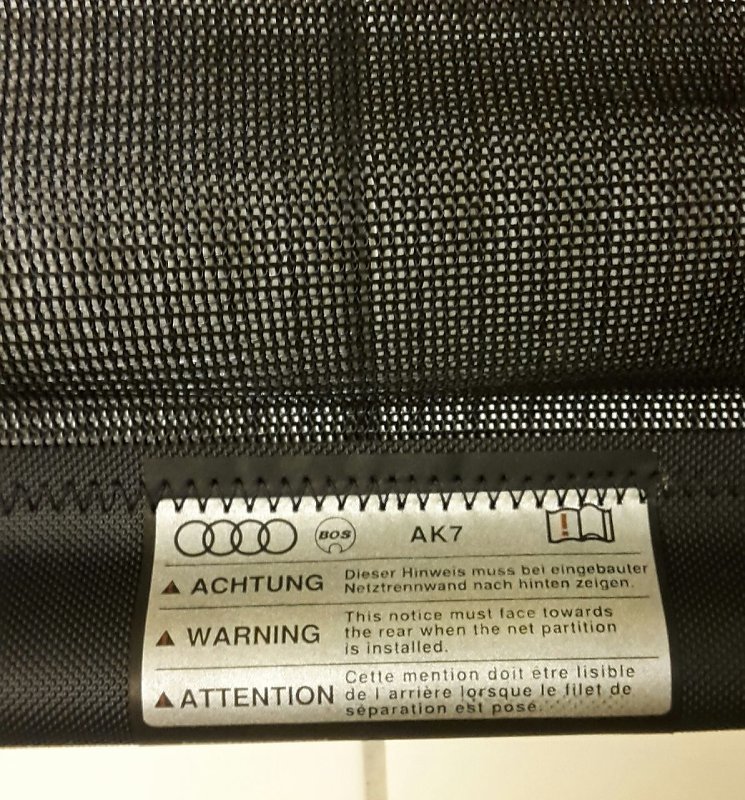 BOS AK7
ACHTUNG
Dieser Hinweis muss bei eingebauter
Netztrennwand nach hinten zeigen.
WARNING
This notice must face towards
the rear when the net partition
is installed.
ATTENTION
Cette mention doit être lisible
de l'arrière lorsque le filet de
séparation est posé.